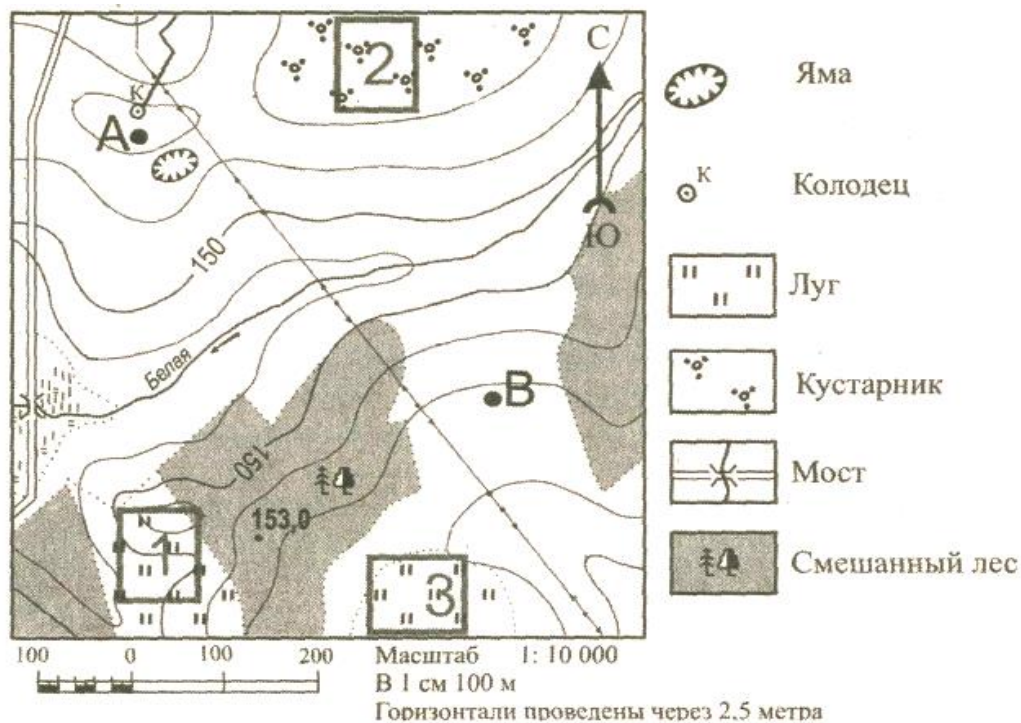 К
А
2
С
Ю
150
Белая
В
150
153,0
1
3
Яма
К
Колодец
Луг
Кустарник
Мост
Смешанный лес
100 0 100 200
Масштаб 1: 10 000
В 1 см 100 м
Горизонтали проведены через 2,5 метра